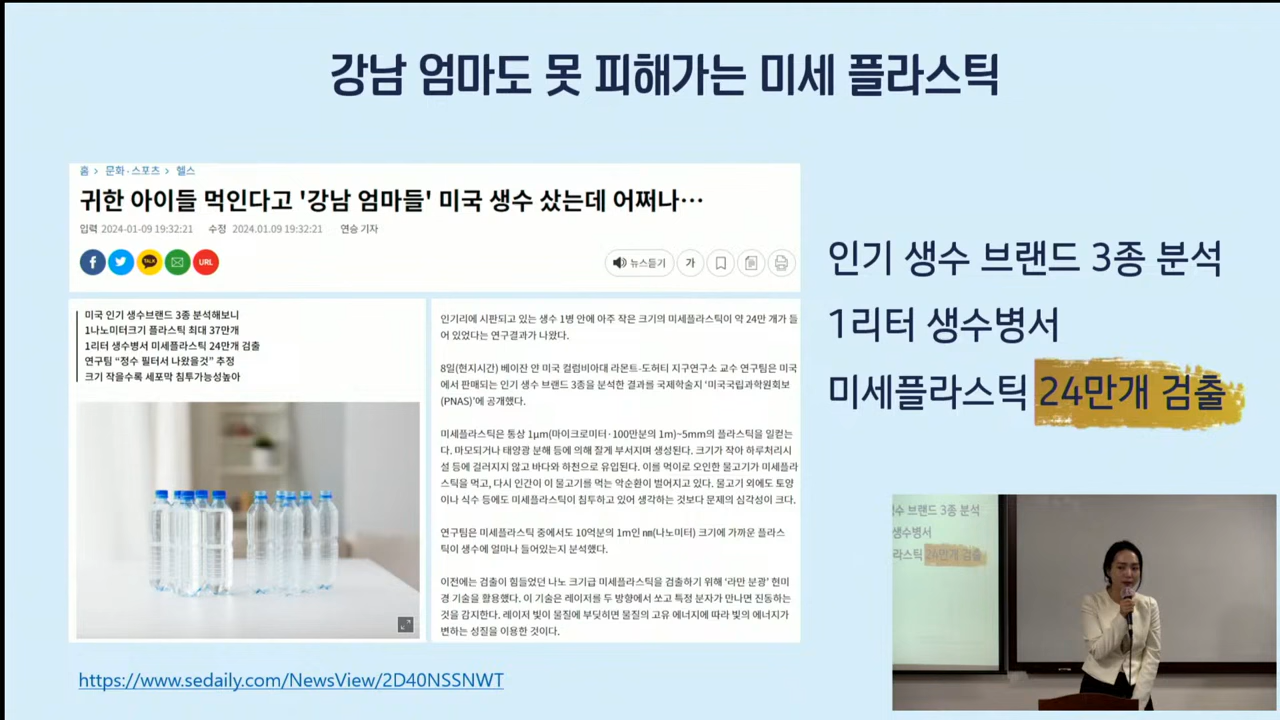 강남 엄마도 못 피해가는 미세 플라스틱
홈 > 문화·스포츠 > 헬스
귀한 아이들 먹인다고 '강남 엄마들' 미국 생수 샀는데 어쩌나…
입력 2024-01-09 19:32:21 수정 2024.01.09 19:32:21 연승 기자
TALK
URL
뉴스듣기
가
미국 인기 생수브랜드 3종 분석해보니
1나노미터크기 플라스틱 최대 37만개
1리터 생수병서 미세플라스틱 24만개 검출
연구팀 “정수 필터서 나왔을것” 추정
크기 작을수록 세포막 침투가능성높아
인기리에 시판되고 있는 생수 1병 안에 아주 작은 크기의 미세플라스틱이 약 24만 개가 들
어 있었다는 연구결과가 나왔다.
8일(현지시간) 베이잔 얀 미국 컬럼비아대 라몬트·도허티 지구연구소 교수 연구팀은 미국
에서 판매되는 인기 생수 브랜드 3종을 분석한 결과를 국제학술지 ‘미국국립과학원회보
(PNAS)’에 공개했다.
미세플라스틱은 통상 1μm(마이크로미터·100만분의 1m)~5mm의 플라스틱을 일컫는
다. 마모되거나 태양광 분해 등에 의해 잘게 부서지며 생성된다. 크기가 작아 하루처리시
설 등에 걸러지지 않고 바다와 하천으로 유입된다. 이를 먹이로 오인한 물고기가 미세플라
스틱을 먹고, 다시 인간이 이 물고기를 먹는 악순환이 벌어지고 있다. 물고기 외에도 토양
이나 식수 등에도 미세플라스틱이 침투하고 있어 생각하는 것보다 문제의 심각성이 크다.
연구팀은 미세플라스틱 중에서도 10억분의 1m인 ㎚(나노미터) 크기에 가까운 플라스
틱이 생수에 얼마나 들어있는지 분석했다.
이전에는 검출이 힘들었던 나노 크기급 미세플라스틱을 검출하기 위해 ‘라만 분광’ 현미
경 기술을 활용했다. 이 기술은 레이저를 두 방향에서 쏘고 특정 분자가 만나면 진동하는
것을 감지한다. 레이저 빛이 물질에 부딪히면 물질의 고유 에너지에 따라 빛의 에너지가
변하는 성질을 이용한 것이다.
인기 생수 브랜드 3종 분석
1리터 생수병서
미세플라스틱 24만개 검출
https://www.sedaily.com/NewsView/2D40NSSNWT
수 브랜드 3종 분석
생수병서
라스틱 24만개 검출